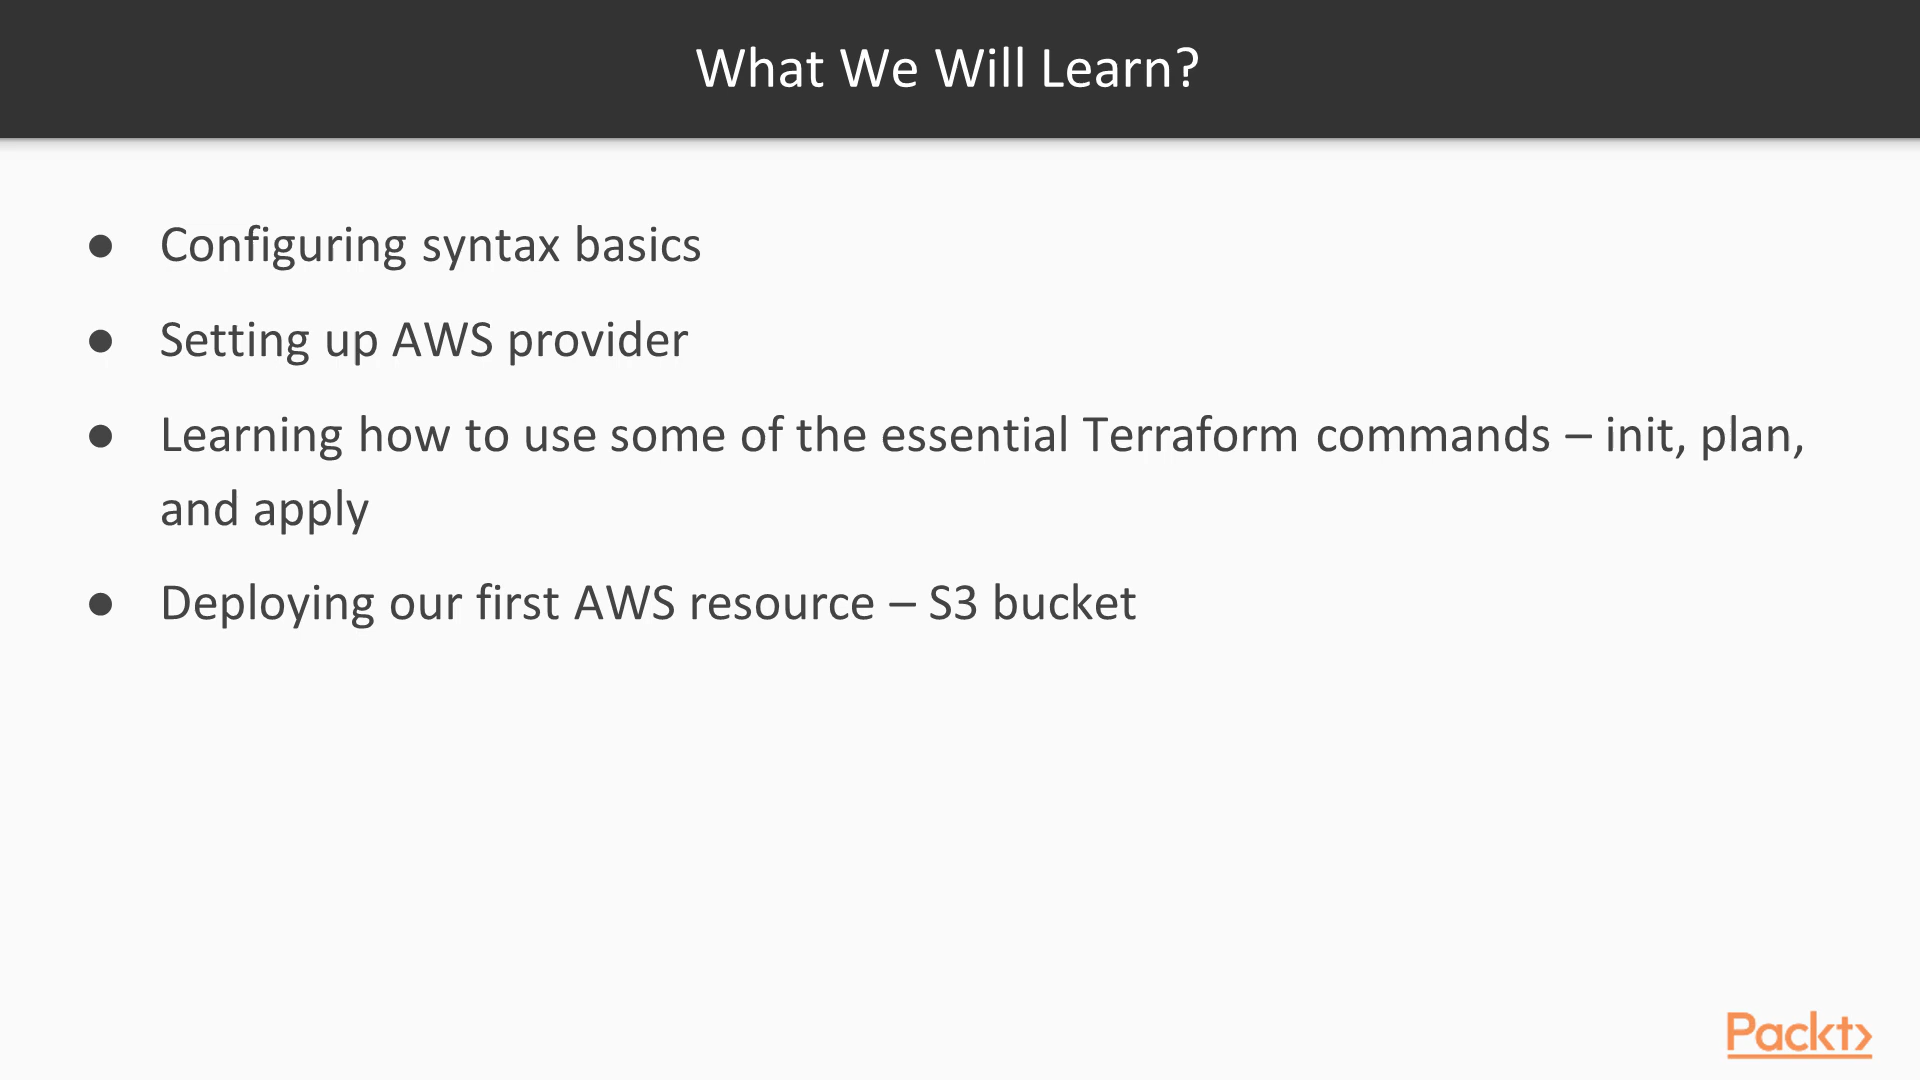 What We Will Learn?
● Configuring syntax basics
● Setting up AWS provider
● Learning how to use some of the essential Terraform commands – init, plan,
and apply
● Deploying our first AWS resource – S3 bucket
Packt>